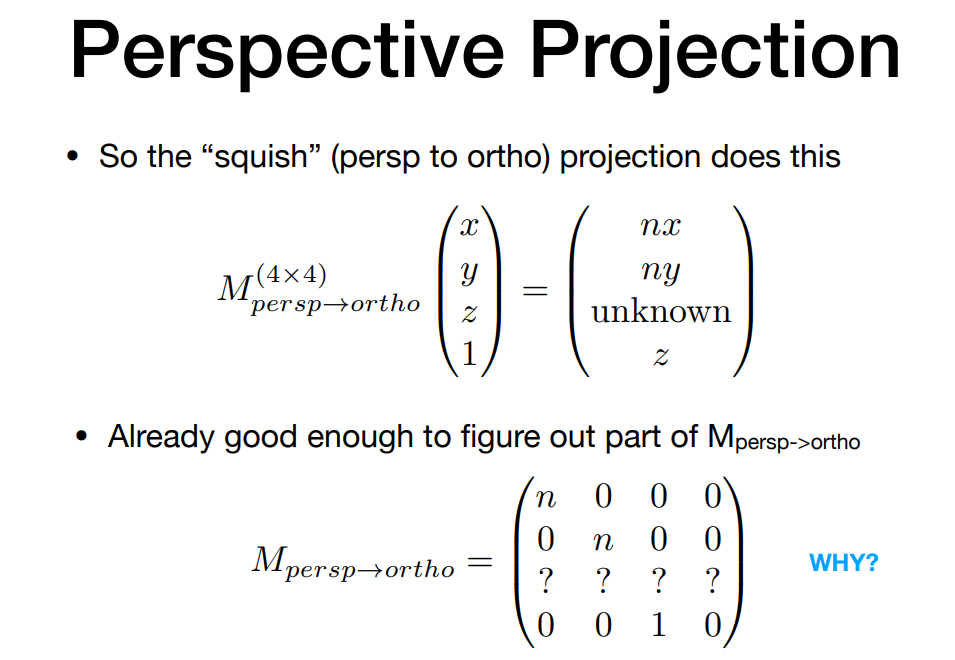 Perspective Projection
• So the “squish” (persp to ortho) projection does this
$M^{(4\times4)}_{persp\to ortho} \begin{pmatrix} x \\ y \\ z \\ 1 \end{pmatrix} = \begin{pmatrix} nx \\ ny \\ \text{unknown} \\ z \end{pmatrix}$
• Already good enough to figure out part of M_{persp->ortho}
$M_{persp\to ortho} = \begin{pmatrix} n & 0 & 0 & 0 \\ 0 & n & 0 & 0 \\ ? & ? & ? & ? \\ 0 & 0 & 1 & 0 \end{pmatrix}$ WHY?